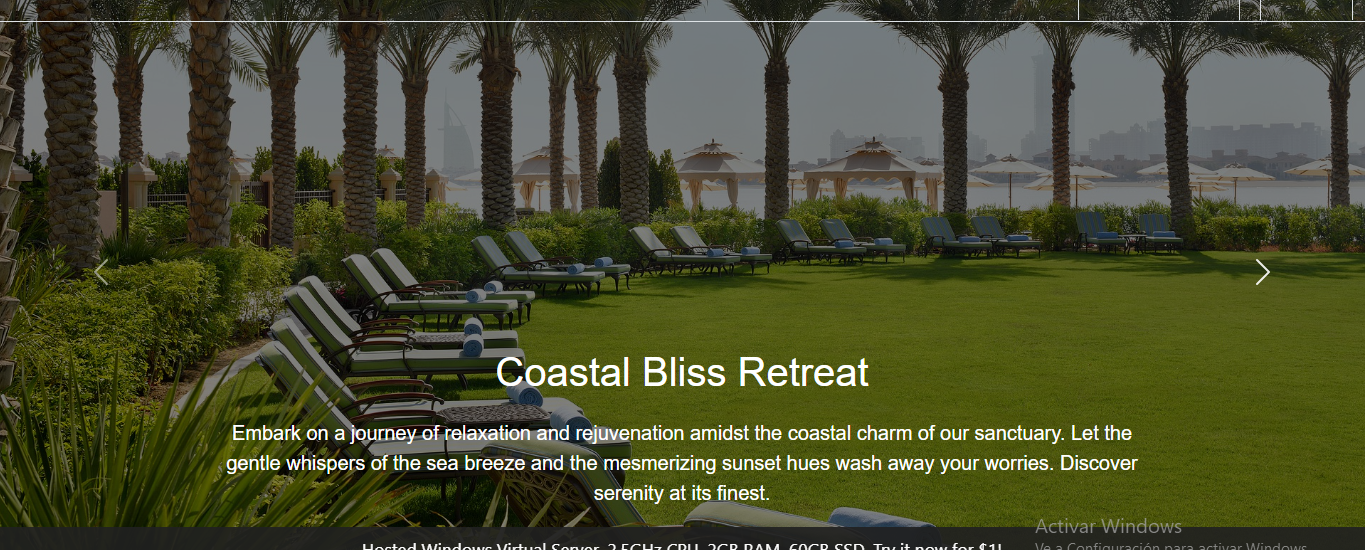 Coastal Bliss Retreat
Embark on a journey of relaxation and rejuvenation amidst the coastal charm of our sanctuary. Let the
gentle whispers of the sea breeze and the mesmerizing sunset hues wash away your worries. Discover
serenity at its finest.
Activar Windows
Ve a Configuración para activar Windows
Hosted Windows Virtual Server. 2.5GHz CPU, 2GB RAM, 60GB SSD. Try it now for $1!